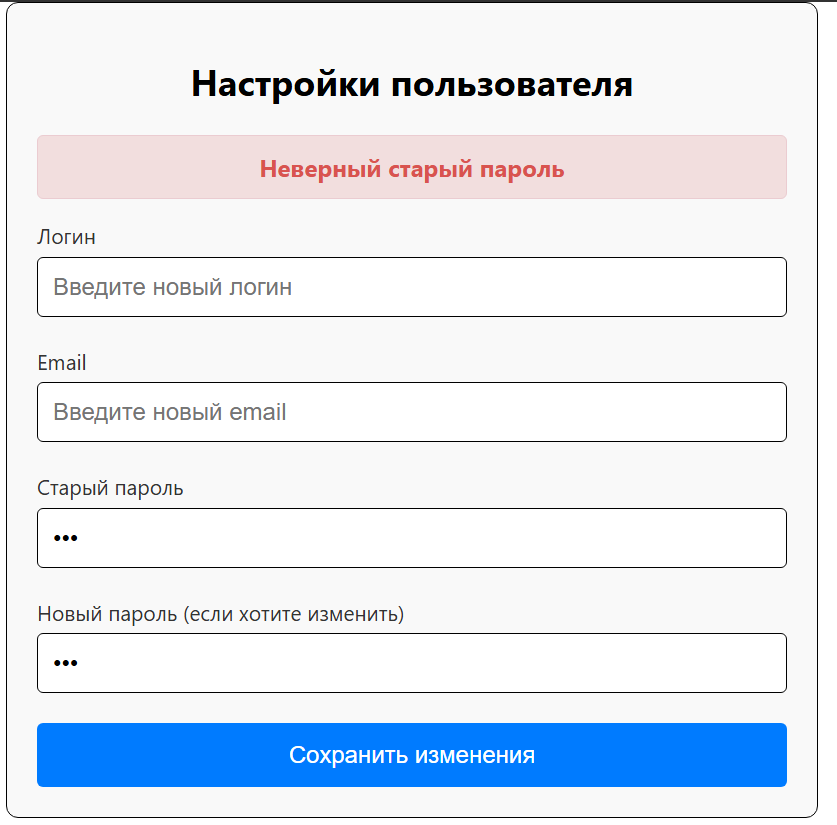 Настройки пользователя
Неверный старый пароль
Логин
Введите новый логин
Email
Введите новый email
Старый пароль
•••
Новый пароль (если хотите изменить)
•••
Сохранить изменения